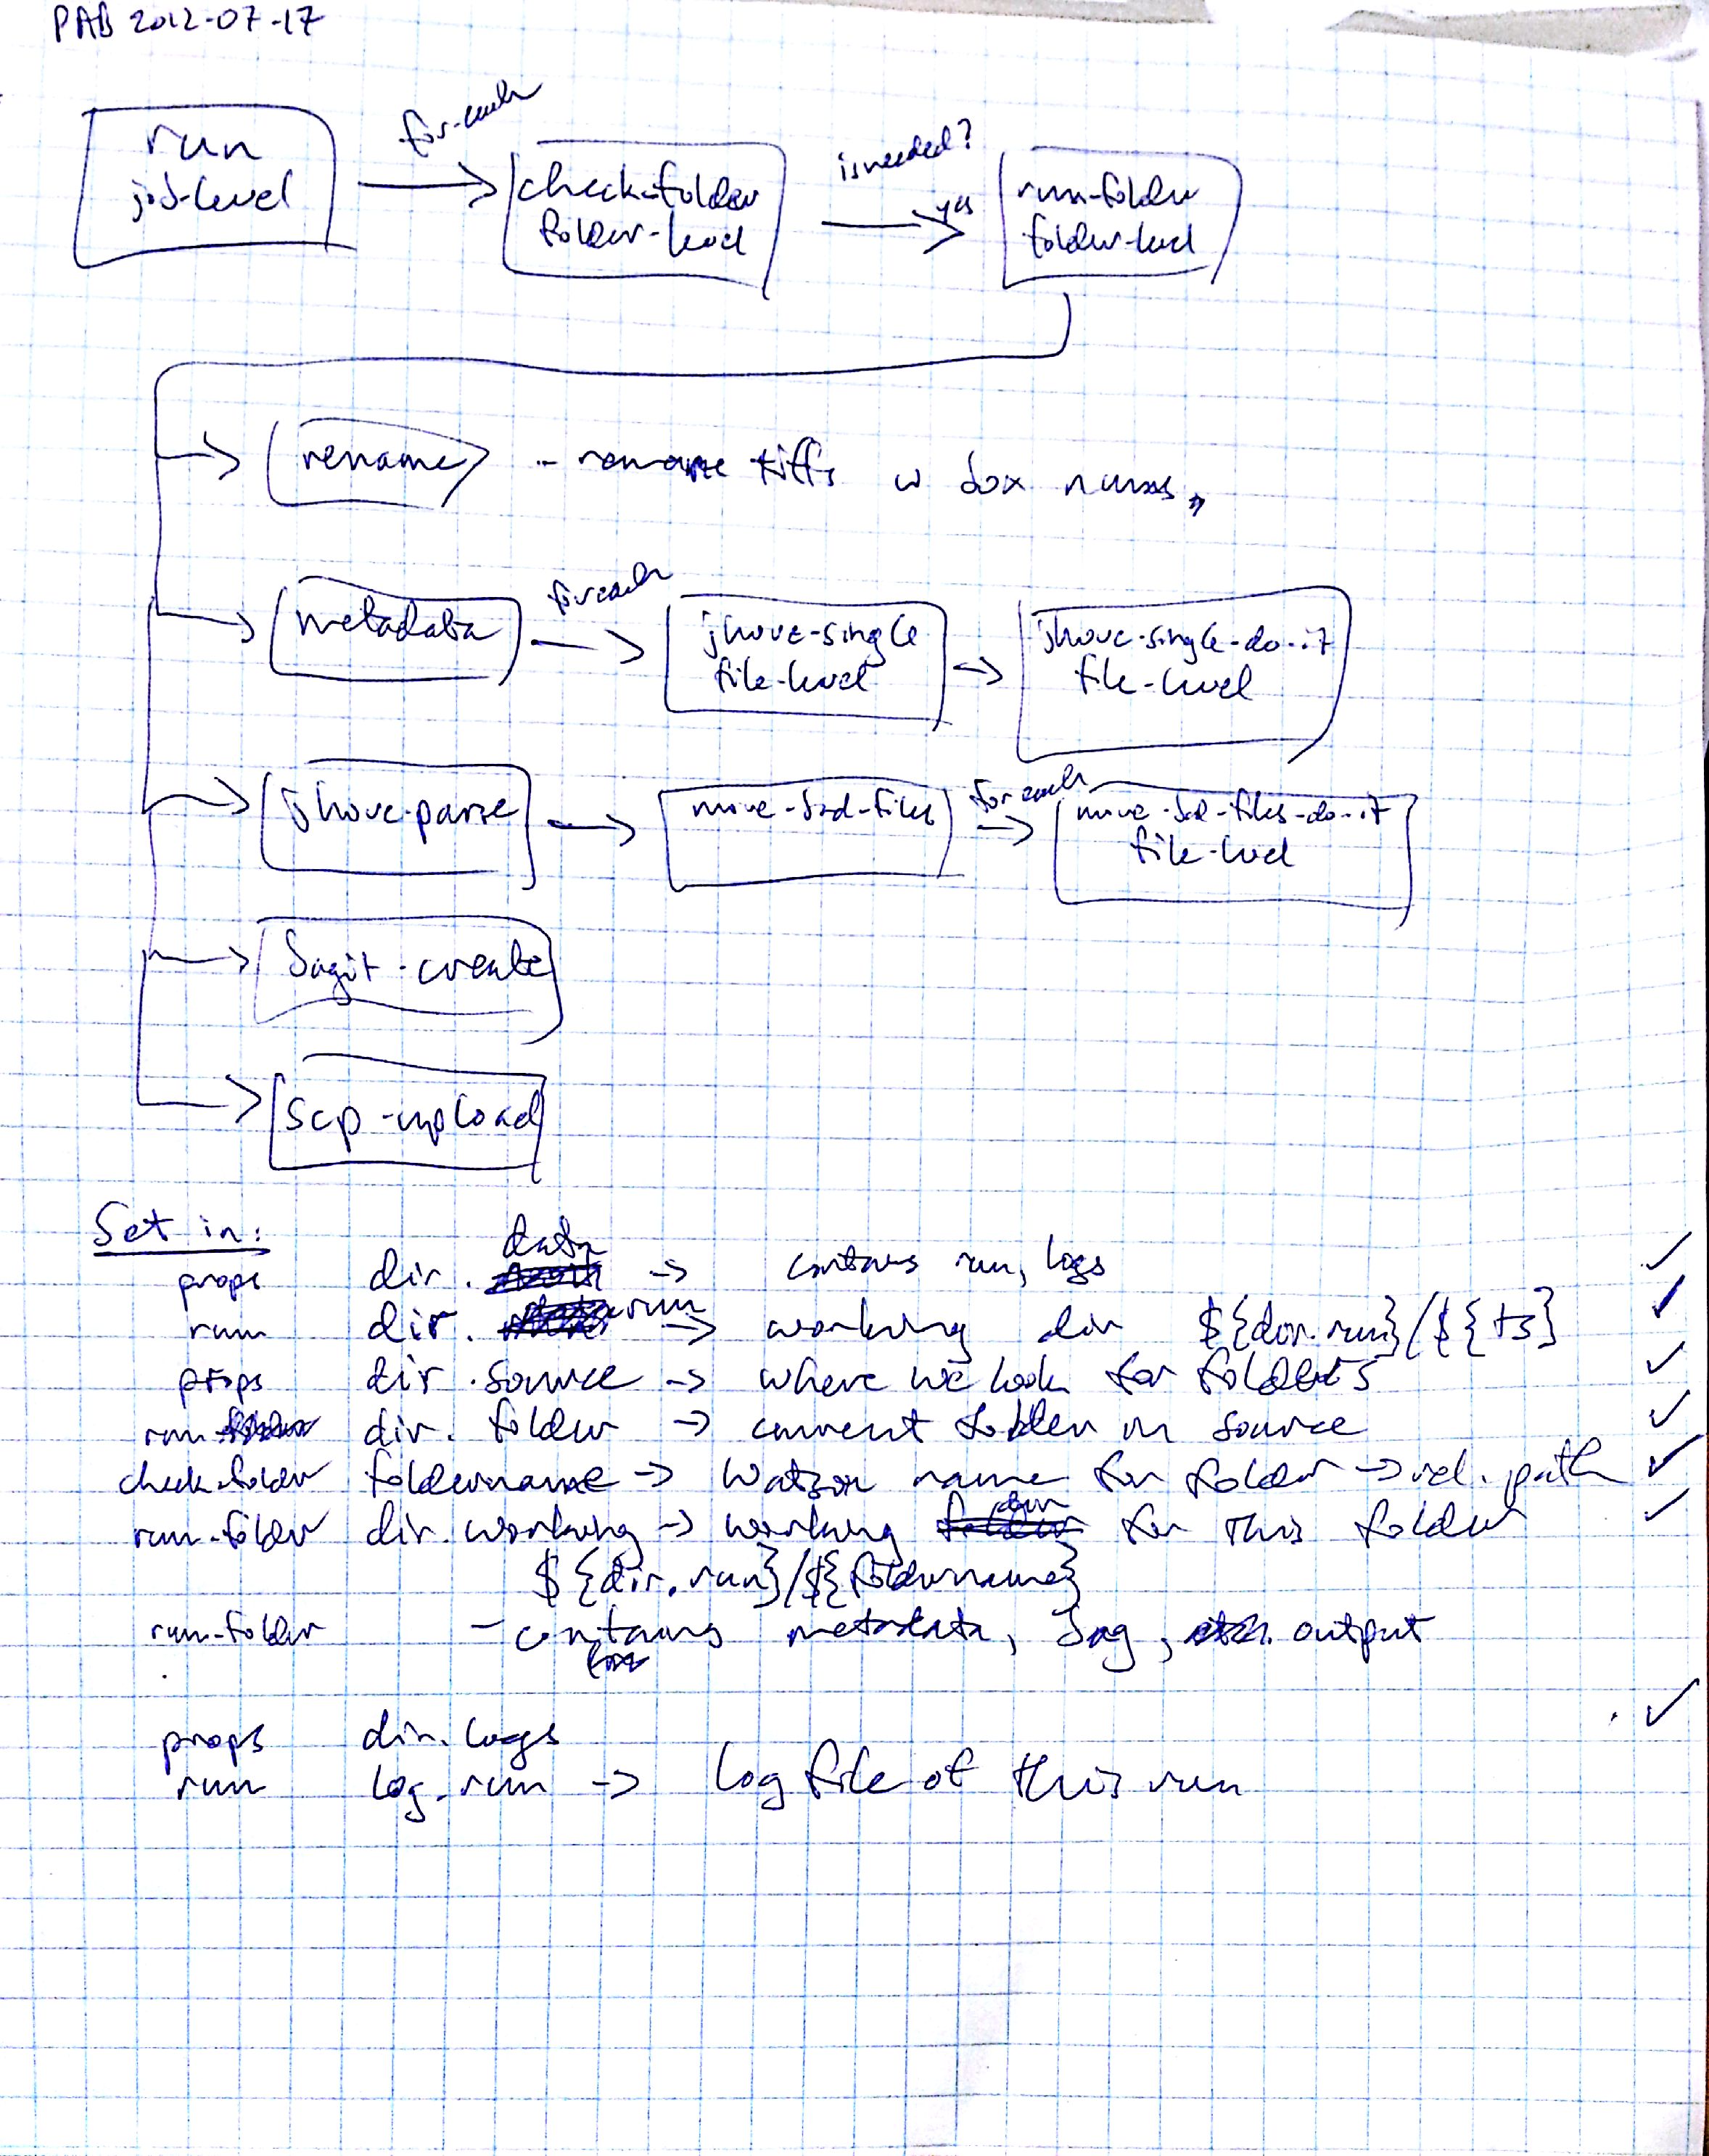 PAB 2012-07-17
run
job-level
for-each
check-folder
folder-level
is needed?
yes
run-folder
folder-level
rename
- rename tiffs w box nums,
metadata
for each
jhove-single
file-level
jhove-single-do-it
file-level
jhove-parse
move-bad-files
for each
move-bad-files-do-it
file-level
bagit-create
scp-upload
Set in:
props dir. data -> contains run, logs ✓
run dir. run -> working dir ${dir.run}/${ts} ✓
props dir.source -> where we look for folders ✓
run- dir. folder -> current folder in source ✓
check-folder foldername -> Watson name for folder -> rel. path ✓
run-folder dir.working -> working dir for this folder ✓
${dir.run}/${foldername}
run-folder - contains metadata, bag, output
props dir.logs ✓
run log.run -> log file of this run